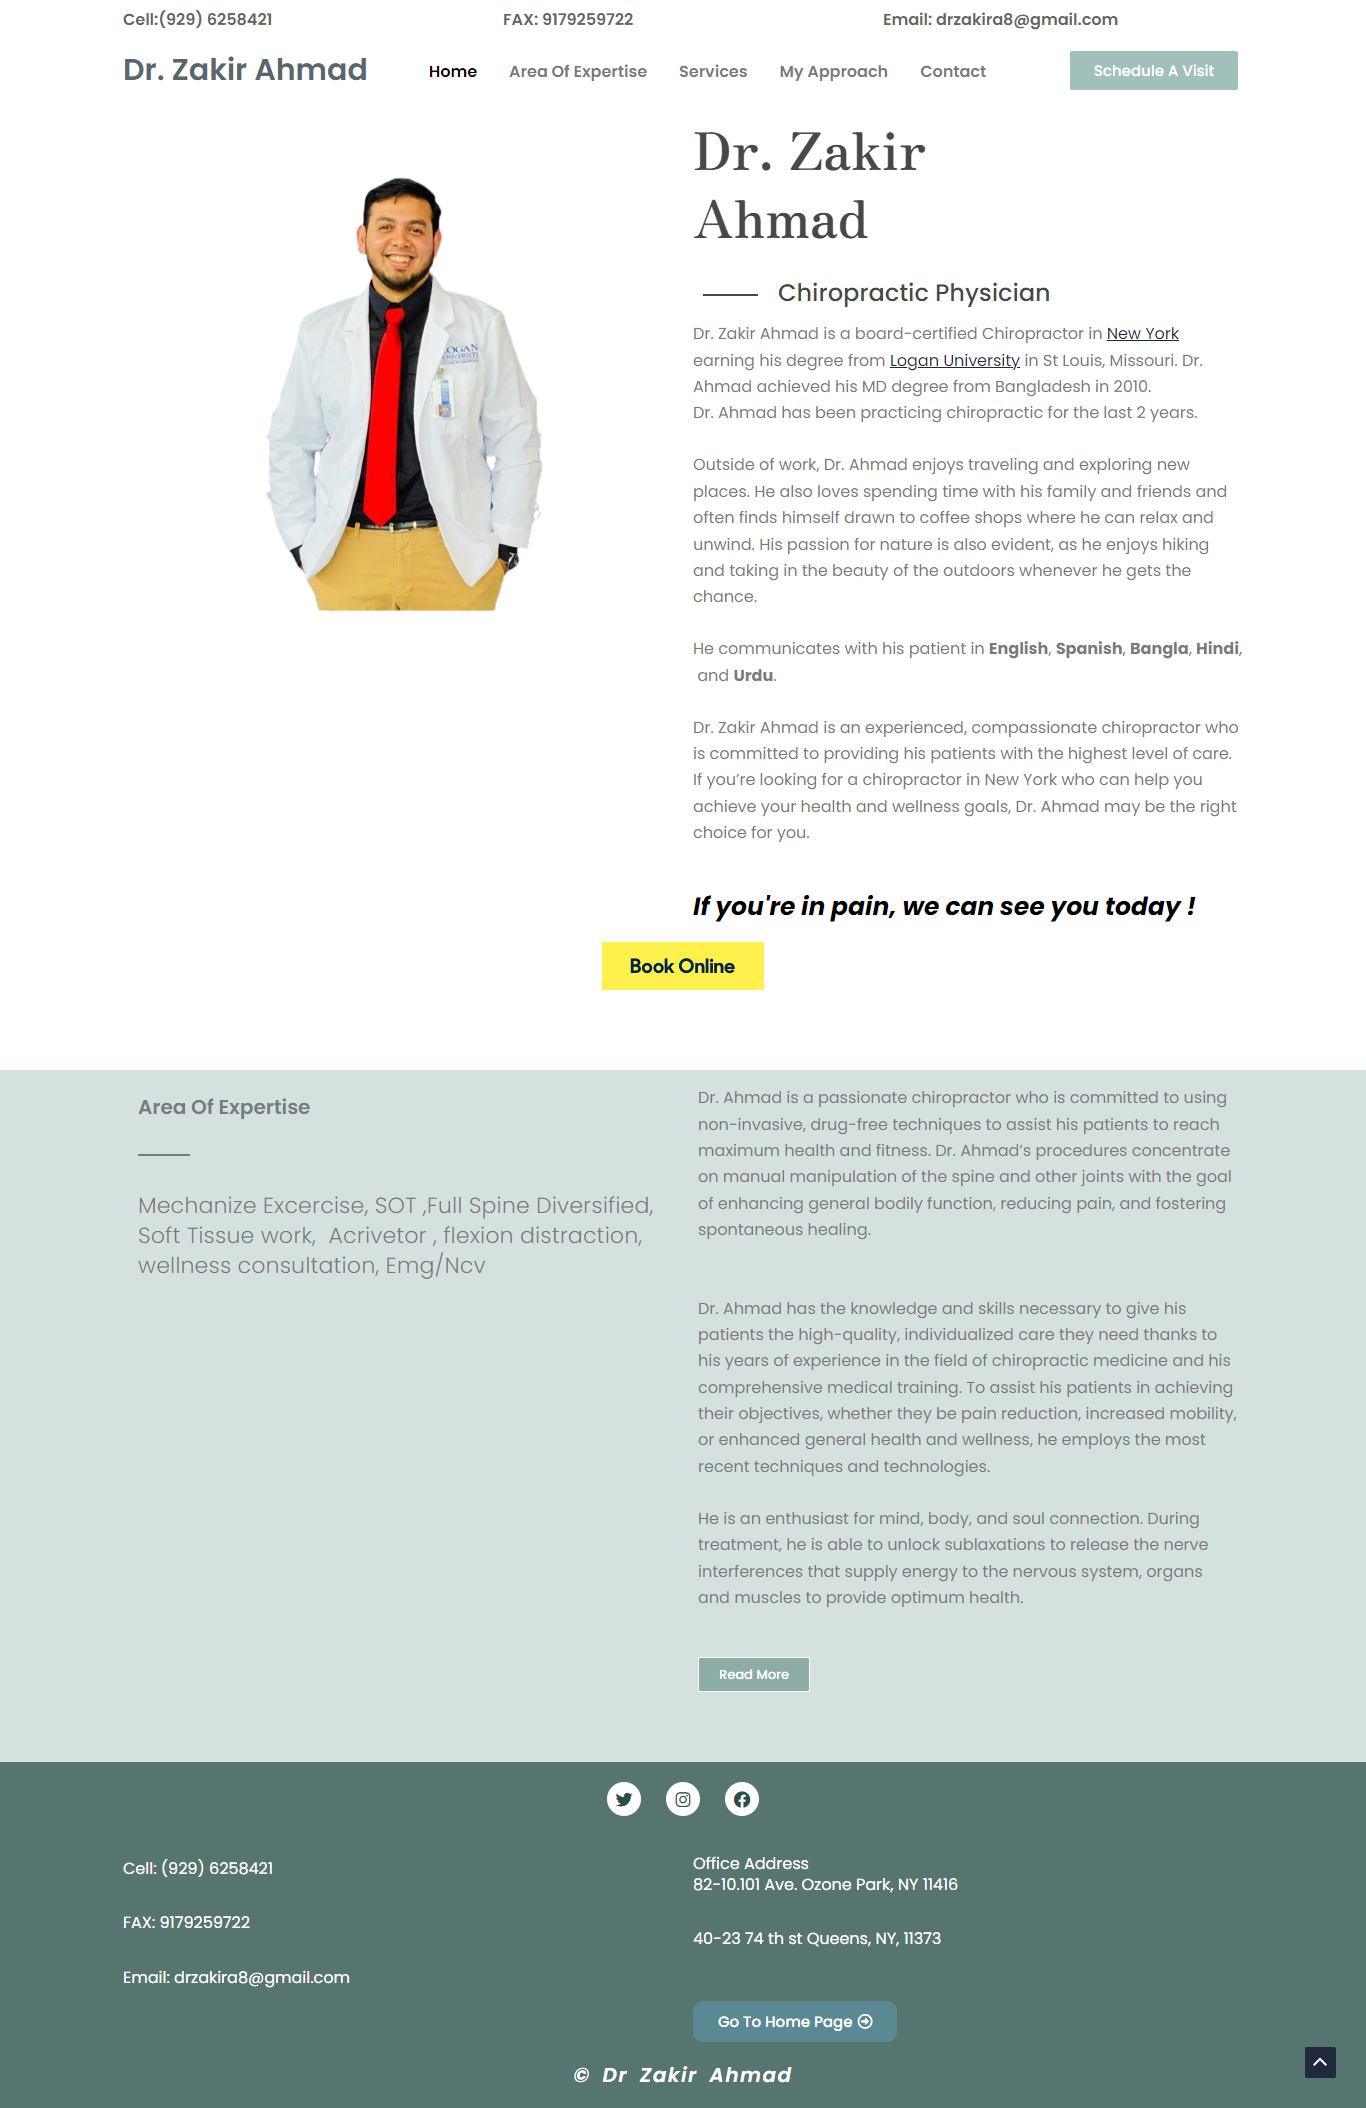 Cell:(929) 6258421
FAX: 9179259722
Email: drzakira8@gmail.com
Dr. Zakir Ahmad
Home
Area Of Expertise
Services
My Approach
Contact
Schedule A Visit
Dr. Zakir
Ahmad
Chiropractic Physician
LOGAN
UNIVERSITY
Dr. Zakir Ahmad is a board-certified Chiropractor in New York
earning his degree from Logan University in St Louis, Missouri. Dr.
Ahmad achieved his MD degree from Bangladesh in 2010.
Dr. Ahmad has been practicing chiropractic for the last 2 years.
Outside of work, Dr. Ahmad enjoys traveling and exploring new
places. He also loves spending time with his family and friends and
often finds himself drawn to coffee shops where he can relax and
unwind. His passion for nature is also evident, as he enjoys hiking
and taking in the beauty of the outdoors whenever he gets the
chance.
He communicates with his patient in English, Spanish, Bangla, Hindi,
and Urdu.
Dr. Zakir Ahmad is an experienced, compassionate chiropractor who
is committed to providing his patients with the highest level of care.
If you’re looking for a chiropractor in New York who can help you
achieve your health and wellness goals, Dr. Ahmad may be the right
choice for you.
If you're in pain, we can see you today !
Book Online
Area Of Expertise
Mechanize Excercise, SOT ,Full Spine Diversified,
Soft Tissue work,  Acrivetor , flexion distraction,
wellness consultation, Emg/Ncv
Dr. Ahmad is a passionate chiropractor who is committed to using
non-invasive, drug-free techniques to assist his patients to reach
maximum health and fitness. Dr. Ahmad’s procedures concentrate
on manual manipulation of the spine and other joints with the goal
of enhancing general bodily function, reducing pain, and fostering
spontaneous healing.
Dr. Ahmad has the knowledge and skills necessary to give his
patients the high-quality, individualized care they need thanks to
his years of experience in the field of chiropractic medicine and his
comprehensive medical training. To assist his patients in achieving
their objectives, whether they be pain reduction, increased mobility,
or enhanced general health and wellness, he employs the most
recent techniques and technologies.
He is an enthusiast for mind, body, and soul connection. During
treatment, he is able to unlock sublaxations to release the nerve
interferences that supply energy to the nervous system, organs
and muscles to provide optimum health.
Read More
Cell: (929) 6258421
FAX: 9179259722
Email: drzakira8@gmail.com
Office Address
82-10.101 Ave. Ozone Park, NY 11416
40-23 74 th st Queens, NY, 11373
Go To Home Page
© Dr Zakir Ahmad